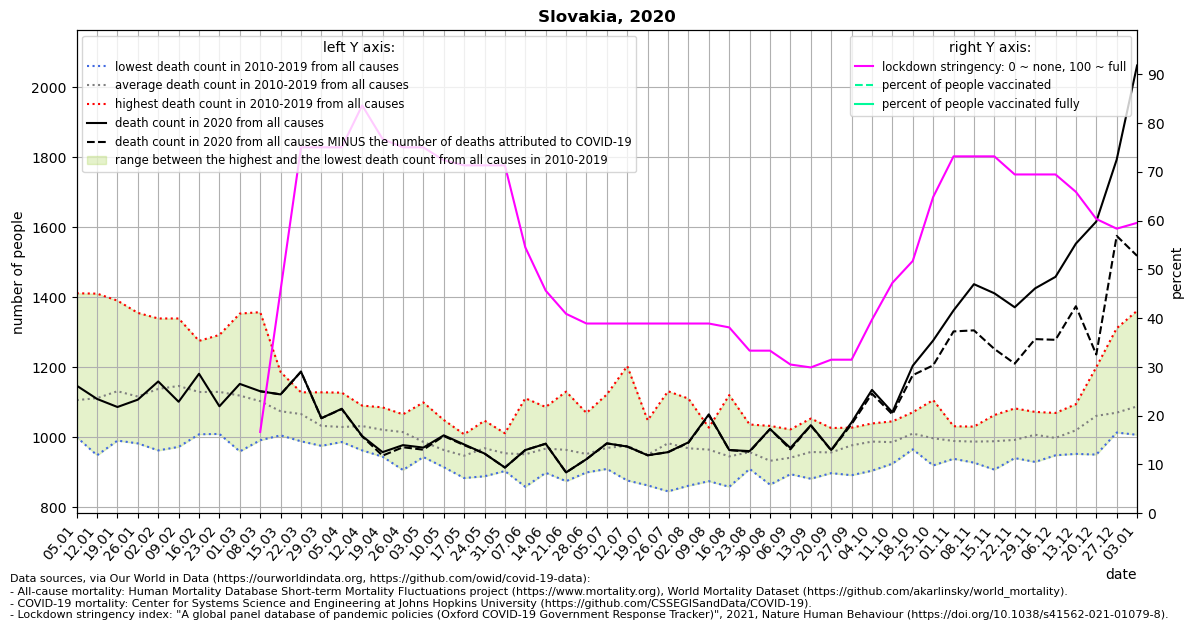 Slovakia, 2020
left Y axis:
lowest death count in 2010-2019 from all causes
average death count in 2010-2019 from all causes
highest death count in 2010-2019 from all causes
death count in 2020 from all causes
death count in 2020 from all causes MINUS the number of deaths attributed to COVID-19
range between the highest and the lowest death count from all causes in 2010-2019
right Y axis:
lockdown stringency: 0 ~ none, 100 ~ full
percent of people vaccinated
percent of people vaccinated fully
number of people
2000
1800
1600
1400
1200
1000
800
percent
90
80
70
60
50
40
30
20
10
0
05.01 12.01 19.01 26.01 02.02 09.02 16.02 23.02 01.03 08.03 15.03 22.03 29.03 05.04 12.04 19.04 26.04 03.05 10.05 17.05 24.05 31.05 07.06 14.06 21.06 28.06 05.07 12.07 19.07 26.07 02.08 09.08 16.08 23.08 30.08 06.09 13.09 20.09 27.09 04.10 11.10 18.10 25.10 01.11 08.11 15.11 22.11 29.11 06.12 13.12 20.12 27.12 03.01
date
Data sources, via Our World in Data (https://ourworldindata.org, https://github.com/owid/covid-19-data):
- All-cause mortality: Human Mortality Database Short-term Mortality Fluctuations project (https://www.mortality.org), World Mortality Dataset (https://github.com/akarlinsky/world_mortality).
- COVID-19 mortality: Center for Systems Science and Engineering at Johns Hopkins University (https://github.com/CSSEGISandData/COVID-19).
- Lockdown stringency index: "A global panel database of pandemic policies (Oxford COVID-19 Government Response Tracker)", 2021, Nature Human Behaviour (https://doi.org/10.1038/s41562-021-01079-8).